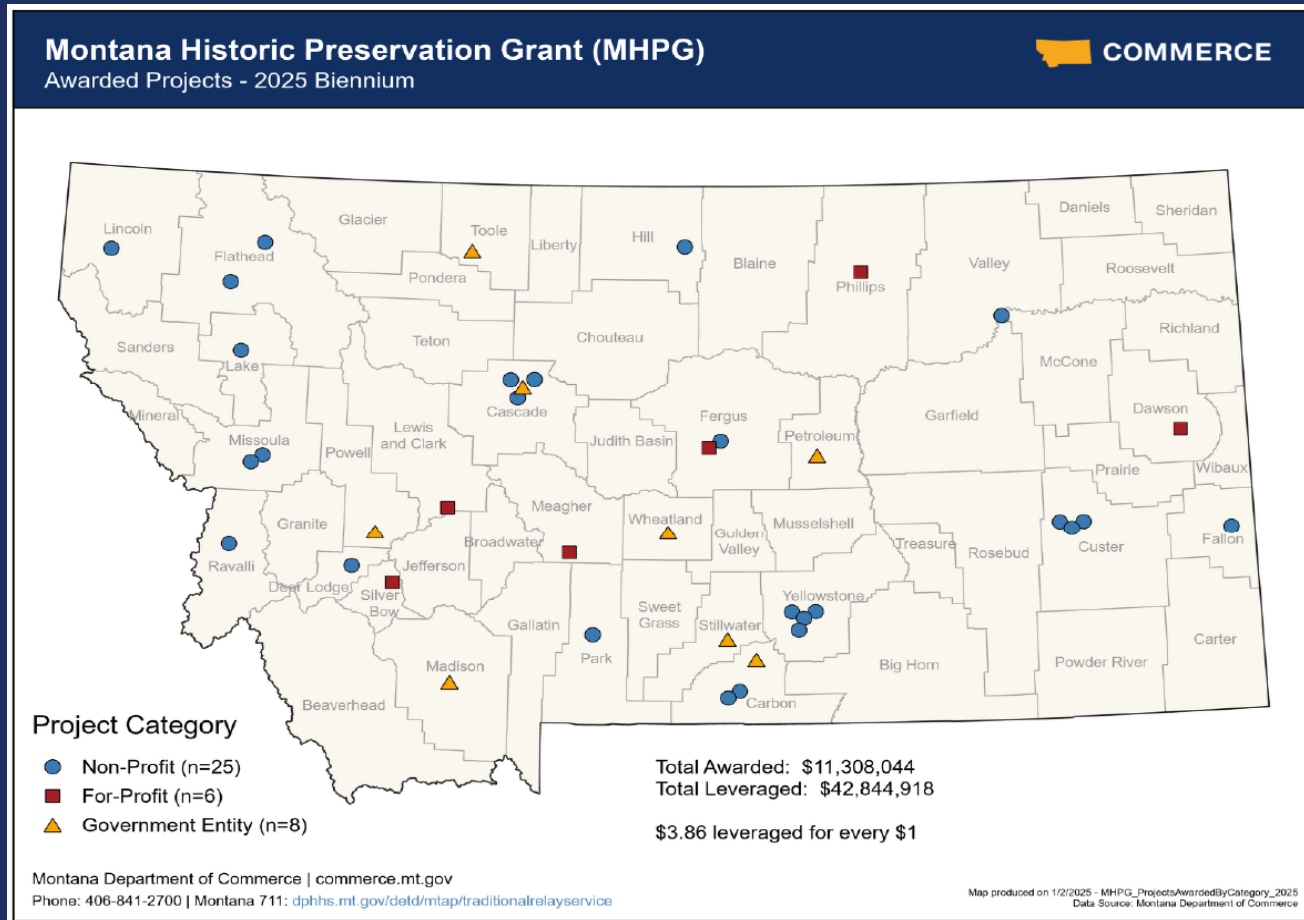 Montana Historic Preservation Grant (MHPG)
Awarded Projects - 2025 Biennium
COMMERCE
Lincoln
Flathead
Glacier
Toole
Liberty
Hill
Blaine
Phillips
Valley
Daniels
Sheridan
Roosevelt
Pondera
Sanders
Lake
Teton
Chouteau
McCone
Richland
Mineral
Missoula
Powell
Lewis
and Clark
Cascade
Judith Basin
Fergus
Petroleum
Garfield
Dawson
Prairie
Wibaux
Granite
Ravalli
Deer Lodge
Silver
Bow
Jefferson
Broadwater
Meagher
Wheatland
Golden
Valley
Musselshell
Treasure
Rosebud
Custer
Fallon
Madison
Beaverhead
Gallatin
Park
Sweet
Grass
Stillwater
Yellowstone
Carbon
Big Horn
Powder River
Carter
Project Category
Non-Profit (n=25)
For-Profit (n=6)
Government Entity (n=8)
Total Awarded: $11,308,044
Total Leveraged: $42,844,918
$3.86 leveraged for every $1
Montana Department of Commerce | commerce.mt.gov
Phone: 406-841-2700 | Montana 711: dphhs.mt.gov/detd/mtap/traditionalrelayservice
Map produced on 1/2/2025 - MHPG_ProjectsAwardedByCategory_2025
Data Source: Montana Department of Commerce